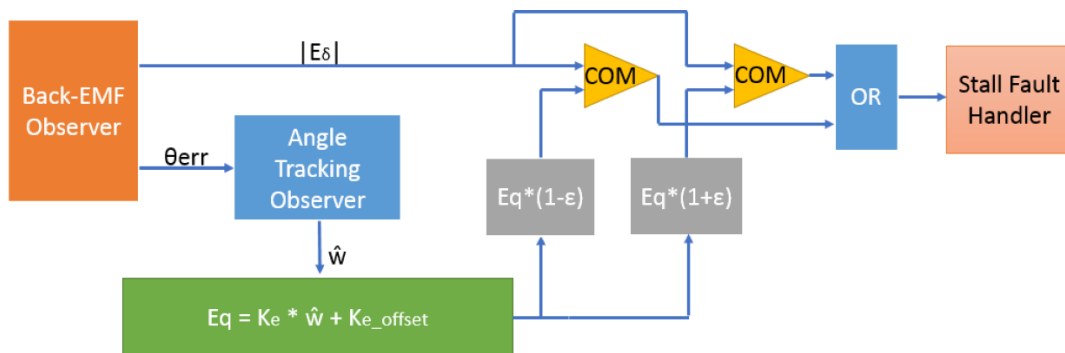 |Eδ|
COM
COM
Back-EMF
Observer
OR
Stall Fault
Handler
θerr
Angle
Tracking
Observer
Eq*(1-ε)
Eq*(1+ε)
ŵ
Eq = Ke * ŵ + Ke_offset